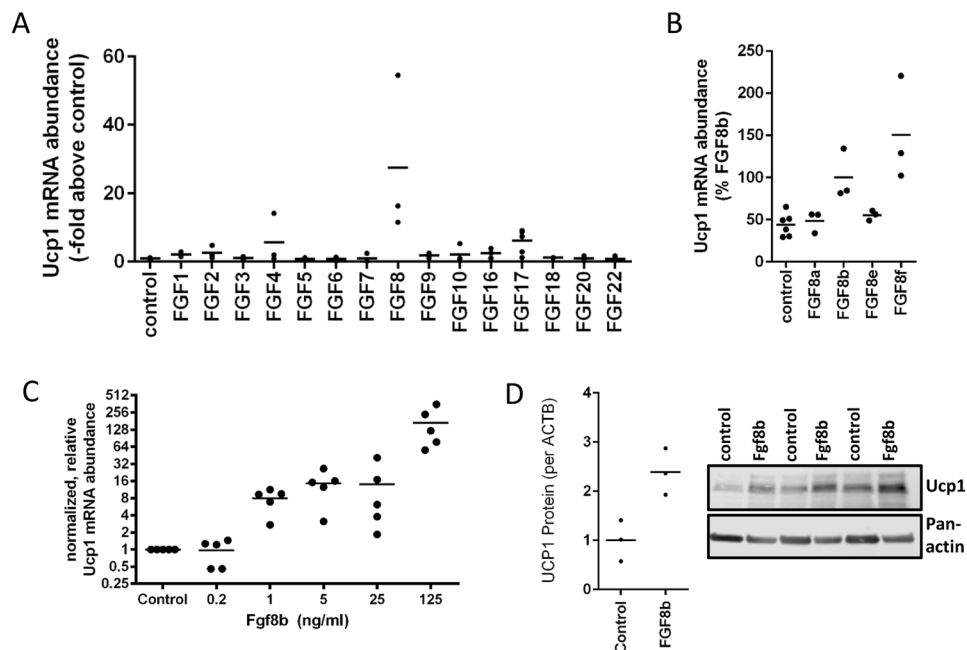 A
Ucp1 mRNA abundance
(-fold above control)
60
40
20
0
control
FGF1
FGF2
FGF3
FGF4
FGF5
FGF6
FGF7
FGF8
FGF9
FGF10
FGF16
FGF17
FGF18
FGF20
FGF22
B
Ucp1 mRNA abundance
(% FGF8b)
250
200
150
100
50
0
control
FGF8a
FGF8b
FGF8e
FGF8f
C
normalized, relative
Ucp1 mRNA abundance
512
256
128
64
32
16
8
4
2
1
0.5
0.25
Control
0.2
1
5
25
125
Fgf8b (ng/ml)
D
UCP1 Protein (per ACTB)
4
3
2
1
0
Control
FGF8b
control
Fgf8b
control
Fgf8b
control
Fgf8b
Ucp1
Pan-
actin